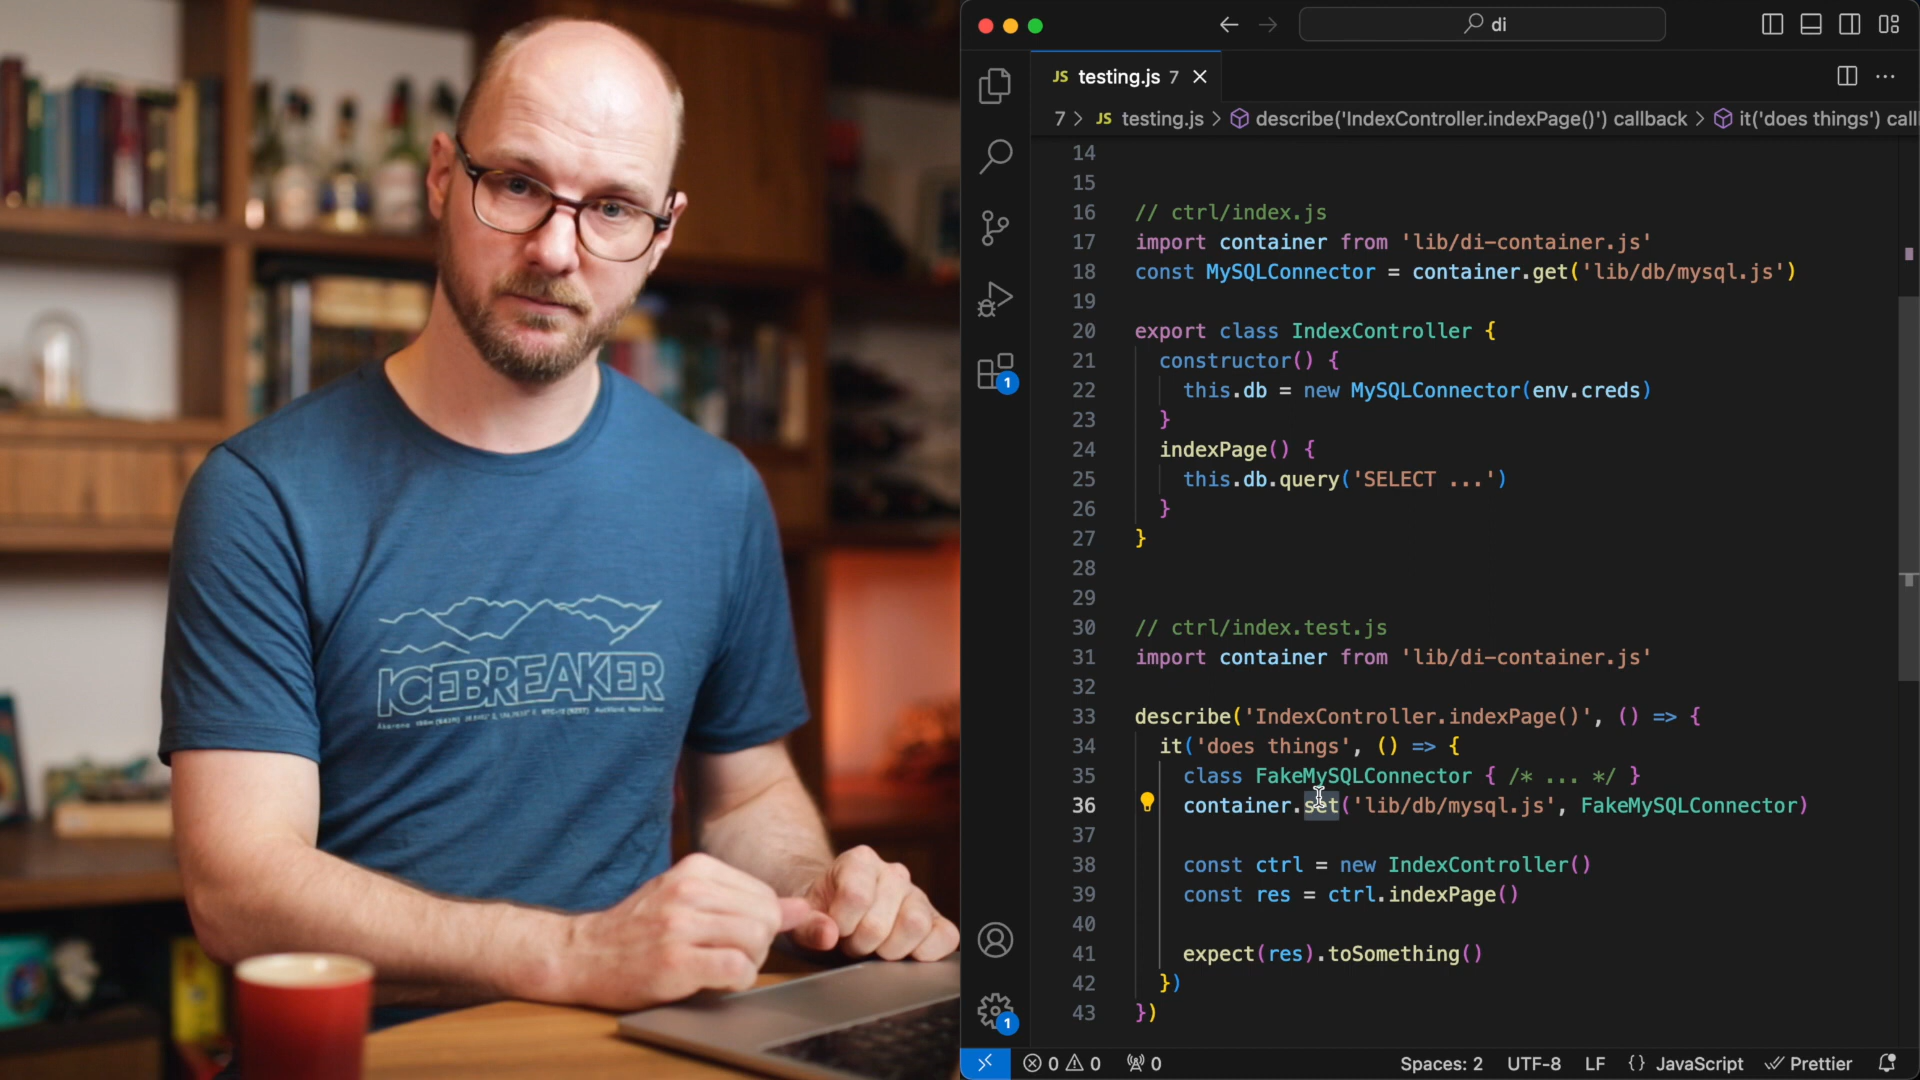 ICEBREAKER
di
JS testing.js 7
7 > JS testing.js > describe('IndexController.indexPage()') callback > it('does things') call
14
15
16 // ctrl/index.js
17 import container from 'lib/di-container.js'
18 const MySQLConnector = container.get('lib/db/mysql.js')
19
20 export class IndexController {
21 constructor() {
22 this.db = new MySQLConnector(env.creds)
23 }
24 indexPage() {
25 this.db.query('SELECT ...')
26 }
27 }
28
29
30 // ctrl/index.test.js
31 import container from 'lib/di-container.js'
32
33 describe('IndexController.indexPage()', () => {
34 it('does things', () => {
35 class FakeMySQLConnector { /* ... */ }
36 container.set('lib/db/mysql.js', FakeMySQLConnector)
37
38 const ctrl = new IndexController()
39 const res = ctrl.indexPage()
40
41 expect(res).toSomething()
42 })
43 })
1
1
0 0 0 Spaces: 2 UTF-8 LF {} JavaScript Prettier